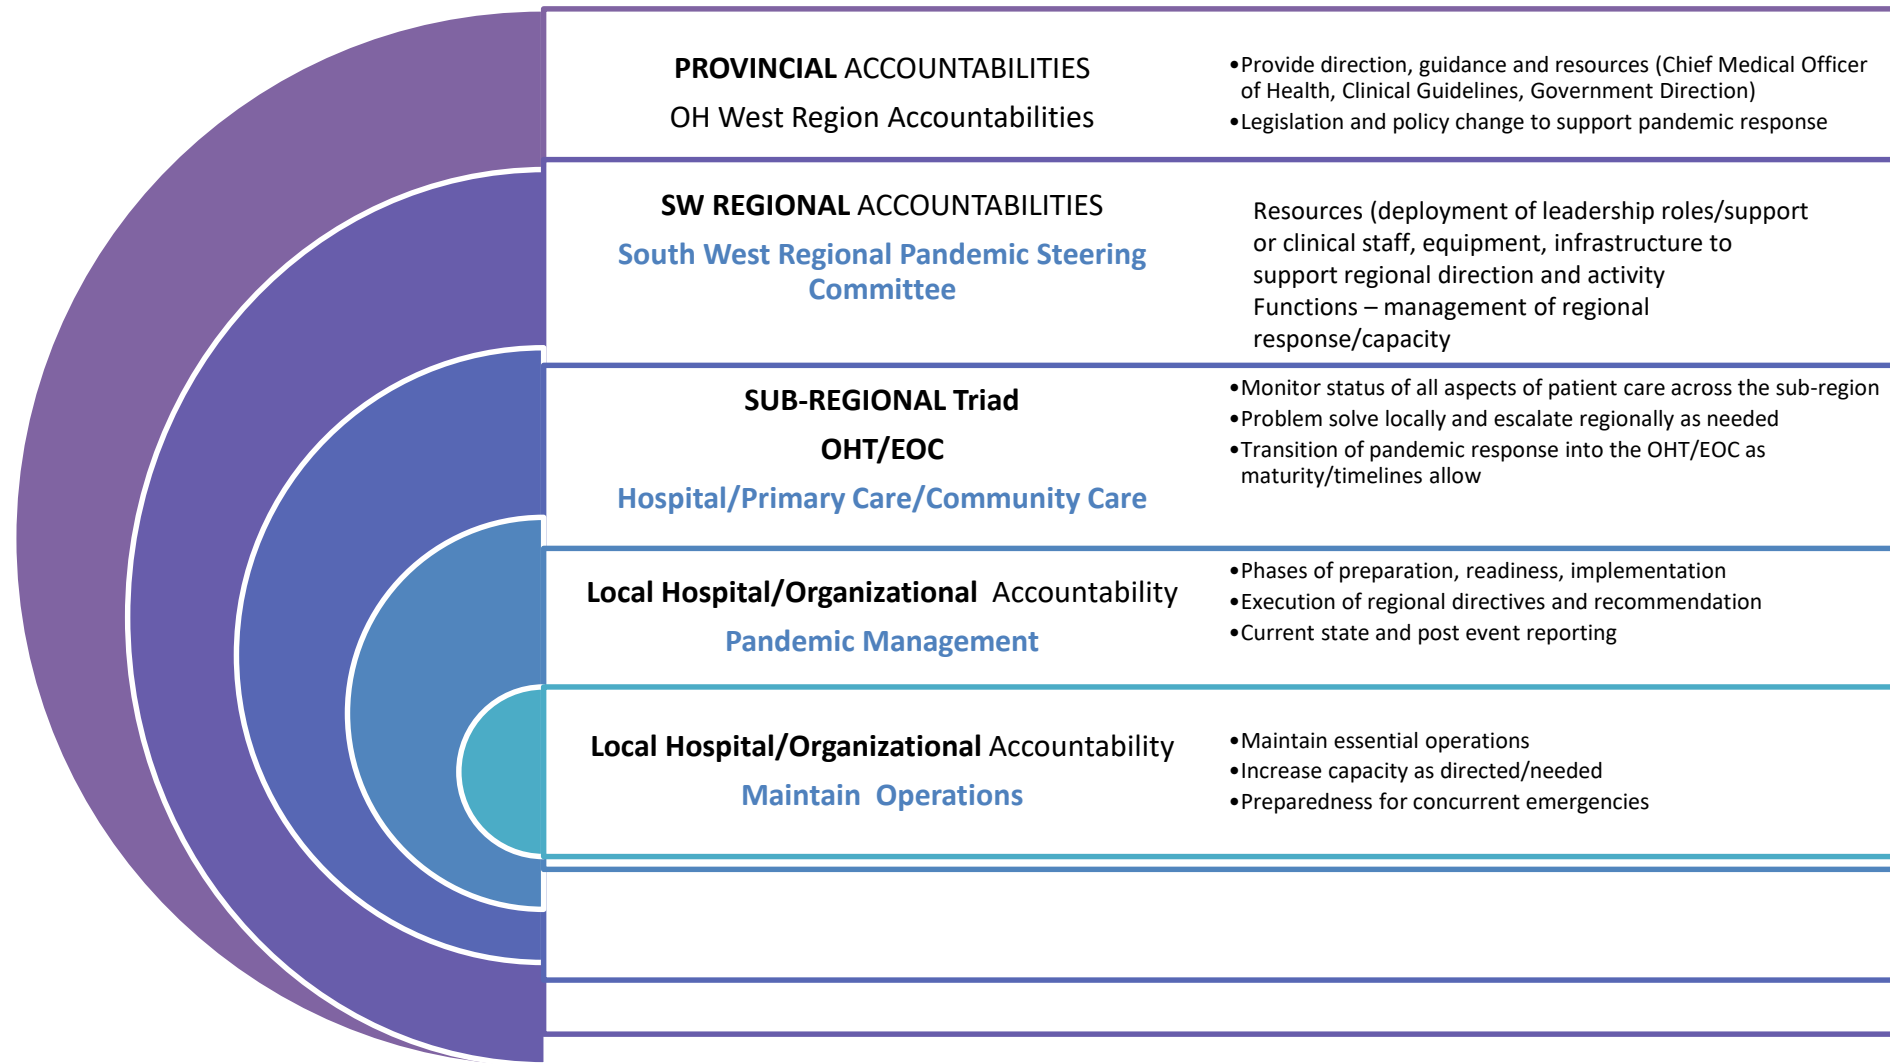 PROVINCIAL ACCOUNTABILITIES
OH West Region Accountabilities
•Provide direction, guidance and resources (Chief Medical Officer
of Health, Clinical Guidelines, Government Direction)
•Legislation and policy change to support pandemic response
SW REGIONAL ACCOUNTABILITIES
South West Regional Pandemic Steering
Committee
Resources (deployment of leadership roles/support
or clinical staff, equipment, infrastructure to
support regional direction and activity
Functions – management of regional
response/capacity
SUB-REGIONAL Triad
OHT/EOC
Hospital/Primary Care/Community Care
•Monitor status of all aspects of patient care across the sub-region
•Problem solve locally and escalate regionally as needed
•Transition of pandemic response into the OHT/EOC as
maturity/timelines allow
Local Hospital/Organizational  Accountability
Pandemic Management
•Phases of preparation, readiness, implementation
•Execution of regional directives and recommendation
•Current state and post event reporting
Local Hospital/Organizational Accountability
Maintain  Operations
•Maintain essential operations
•Increase capacity as directed/needed
•Preparedness for concurrent emergencies